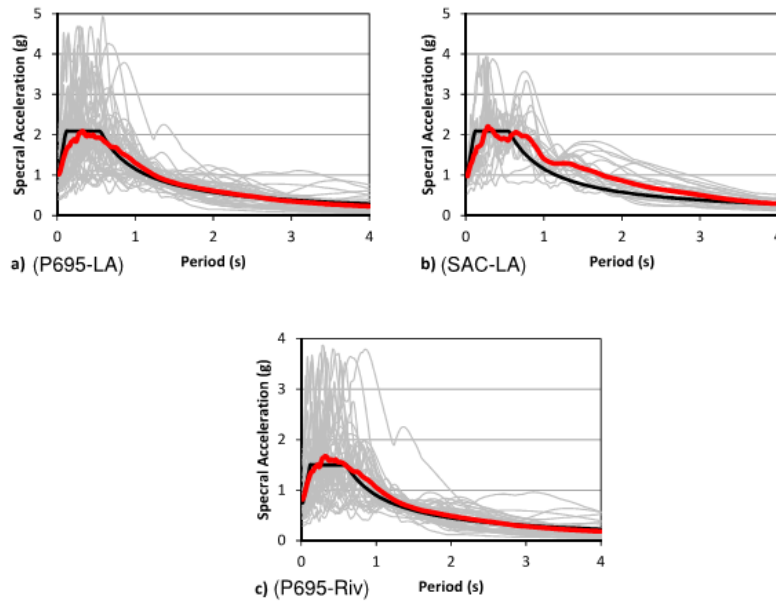 Specral Acceleration (g)
5
4
3
2
1
0
0 1 2 3 4
a) (P695-LA) Period (s)
Specral Acceleration (g)
5
4
3
2
1
0
0 1 2 3 4
b) (SAC-LA) Period (s)
Specral Acceleration (g)
4
3
2
1
0
0 1 2 3 4
c) (P695-Riv) Period (s)